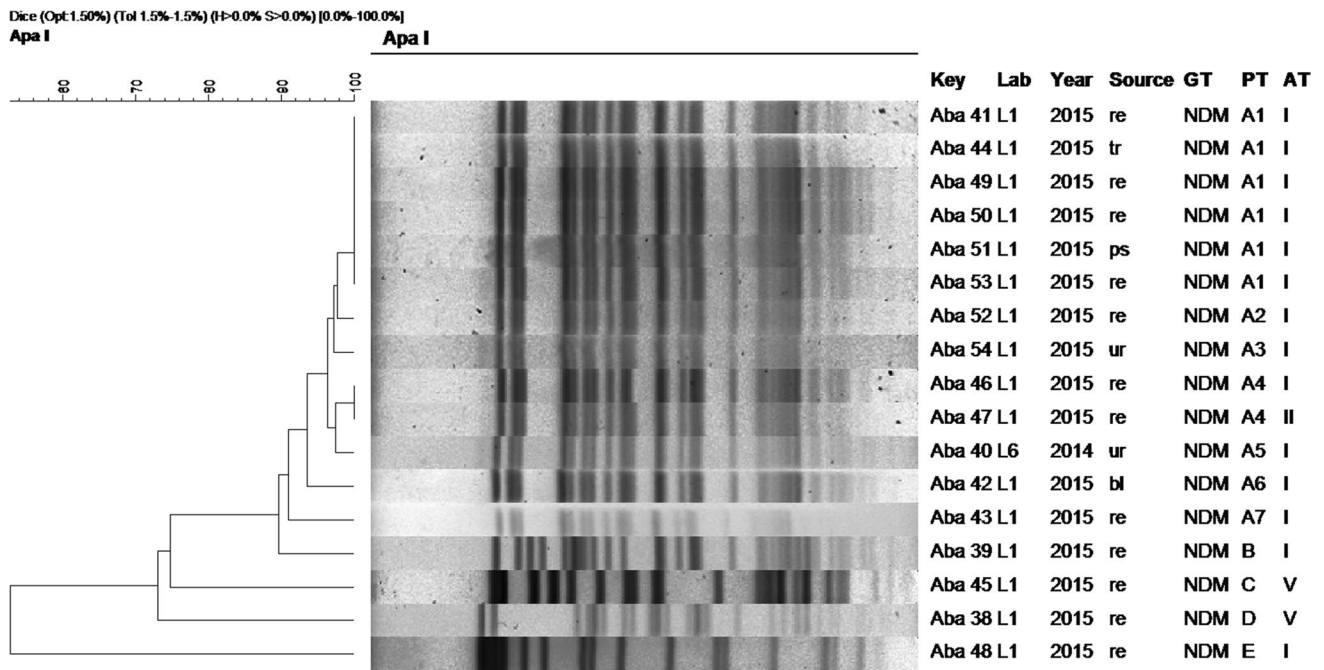 Dice (Opt:1.50%) (Tol 1.5%-1.5%) (H>0.0% S>0.0%) [0.0%-100.0%]
Apa I Apa I
60 70 80 90 100
Key Lab Year Source GT PT AT
Aba 41 L1 2015 re NDM A1 I
Aba 44 L1 2015 tr NDM A1 I
Aba 49 L1 2015 re NDM A1 I
Aba 50 L1 2015 re NDM A1 I
Aba 51 L1 2015 ps NDM A1 I
Aba 53 L1 2015 re NDM A1 I
Aba 52 L1 2015 re NDM A2 I
Aba 54 L1 2015 ur NDM A3 I
Aba 46 L1 2015 re NDM A4 I
Aba 47 L1 2015 re NDM A4 II
Aba 40 L6 2014 ur NDM A5 I
Aba 42 L1 2015 bl NDM A6 I
Aba 43 L1 2015 re NDM A7 I
Aba 39 L1 2015 re NDM B I
Aba 45 L1 2015 re NDM C V
Aba 38 L1 2015 re NDM D V
Aba 48 L1 2015 re NDM E I